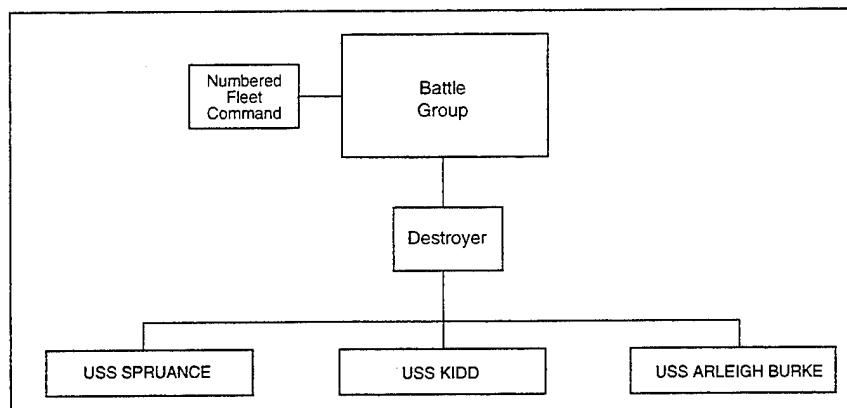 Numbered
Fleet
Command
Battle
Group
Destroyer
USS SPRUANCE
USS KIDD
USS ARLEIGH BURKE